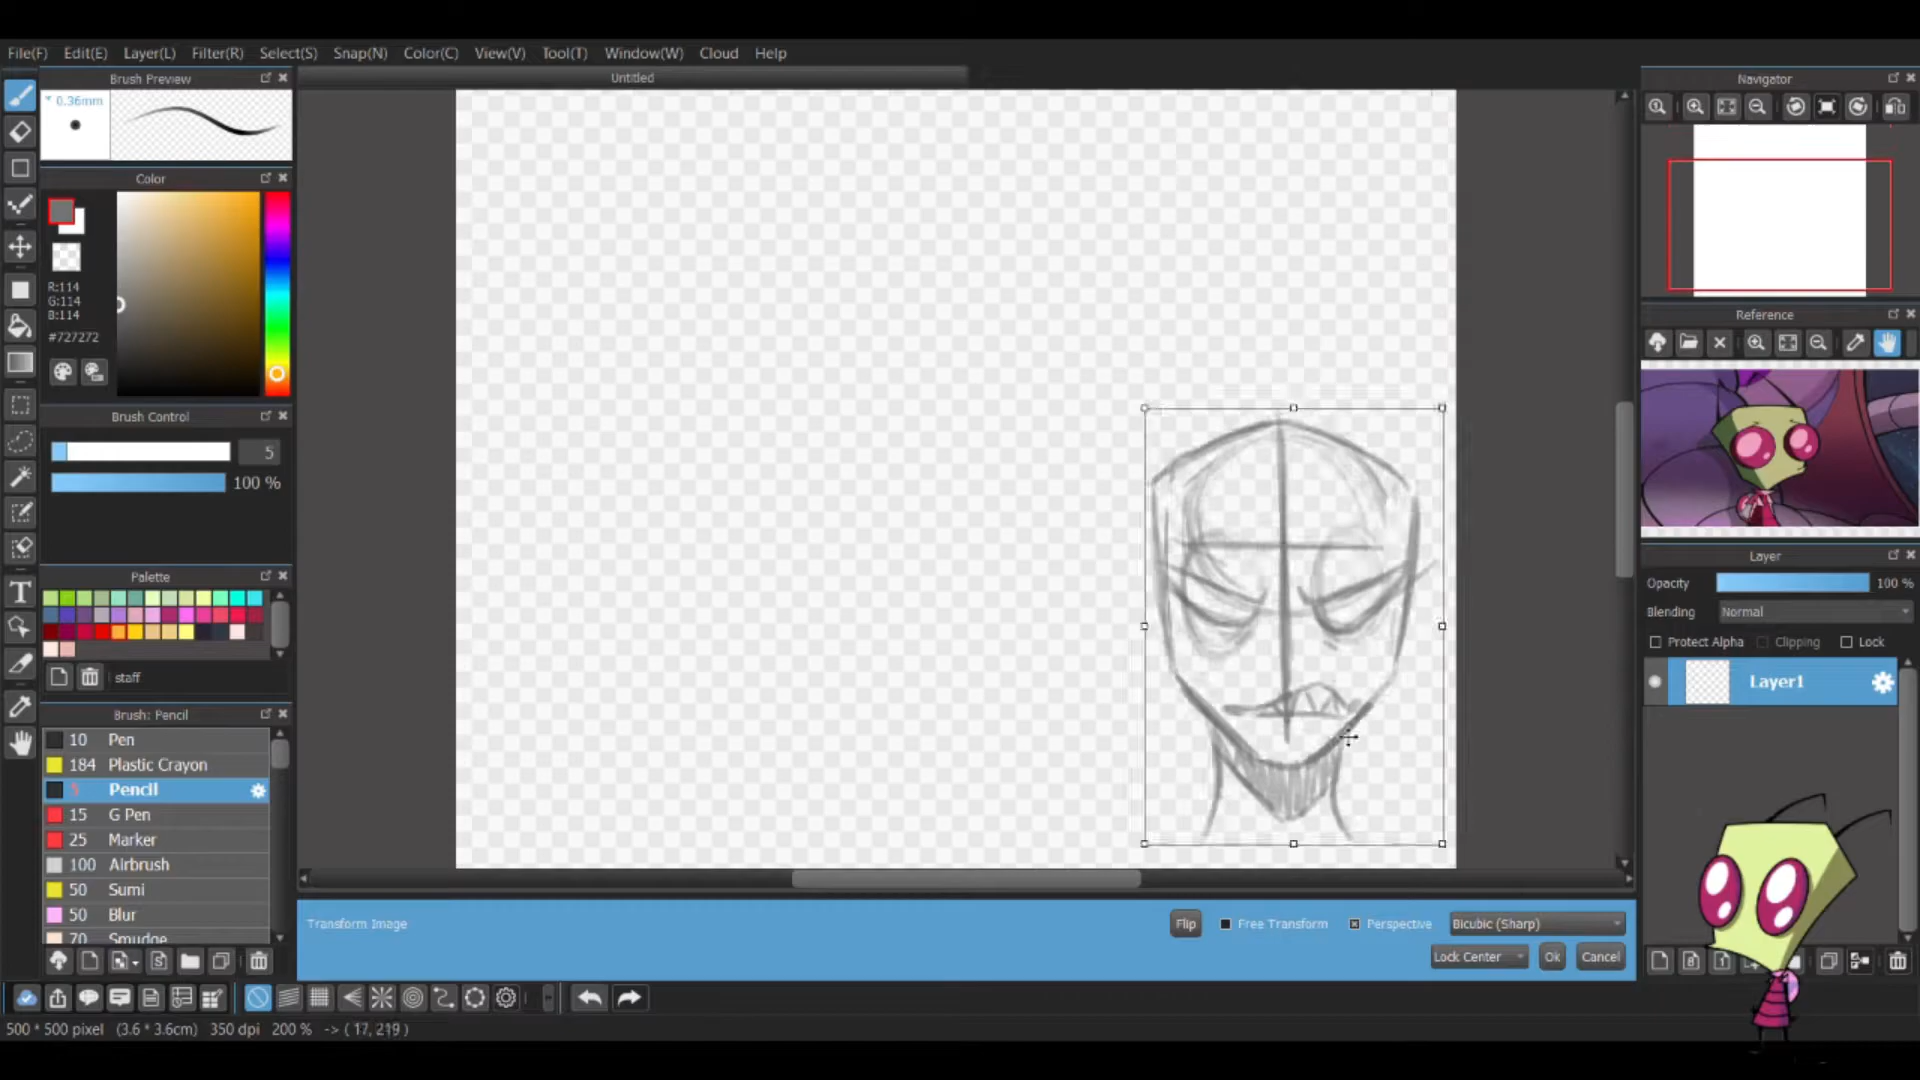 File(F) Edit(E) Layer(L) Filter(R) Select(S) Snap(N) Color(C) View(V) Tool(T) Window(W) Cloud Help
Brush Preview
Untitled
Navigator
0.36mm
Color
R:114
G:114
B:114
#727272
Reference
Brush Control
5
100 %
Layer
Palette
Opacity 100 %
Blending Normal
Protect Alpha Clipping Lock
staff
Layer1
Brush: Pencil
10 Pen
184 Plastic Crayon
5 Pencil
15 G Pen
25 Marker
100 Airbrush
50 Sumi
50 Blur
70 Smudge
Transform Image Flip Free Transform Perspective Bicubic (Sharp)
Lock Center Ok Cancel
500 * 500 pixel (3.6 * 3.6cm) 350 dpi 200 % -> ( 17, 219 )